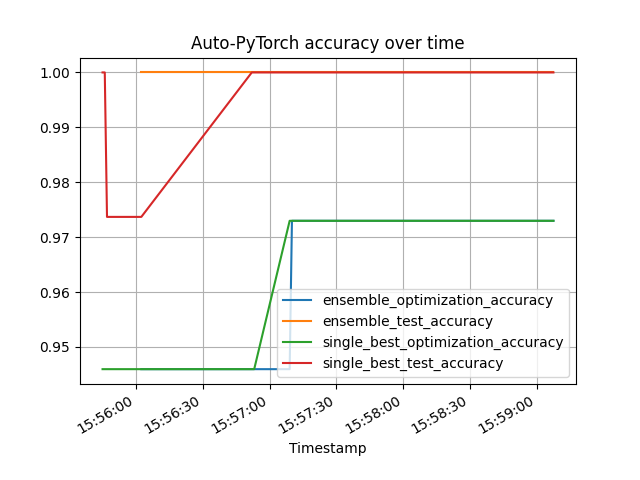 Auto-PyTorch accuracy over time
1.00
0.99
0.98
0.97
0.96
0.95
ensemble_optimization_accuracy
ensemble_test_accuracy
single_best_optimization_accuracy
single_best_test_accuracy
15:56:00
15:56:30
15:57:00
15:57:30
15:58:00
15:58:30
15:59:00
Timestamp